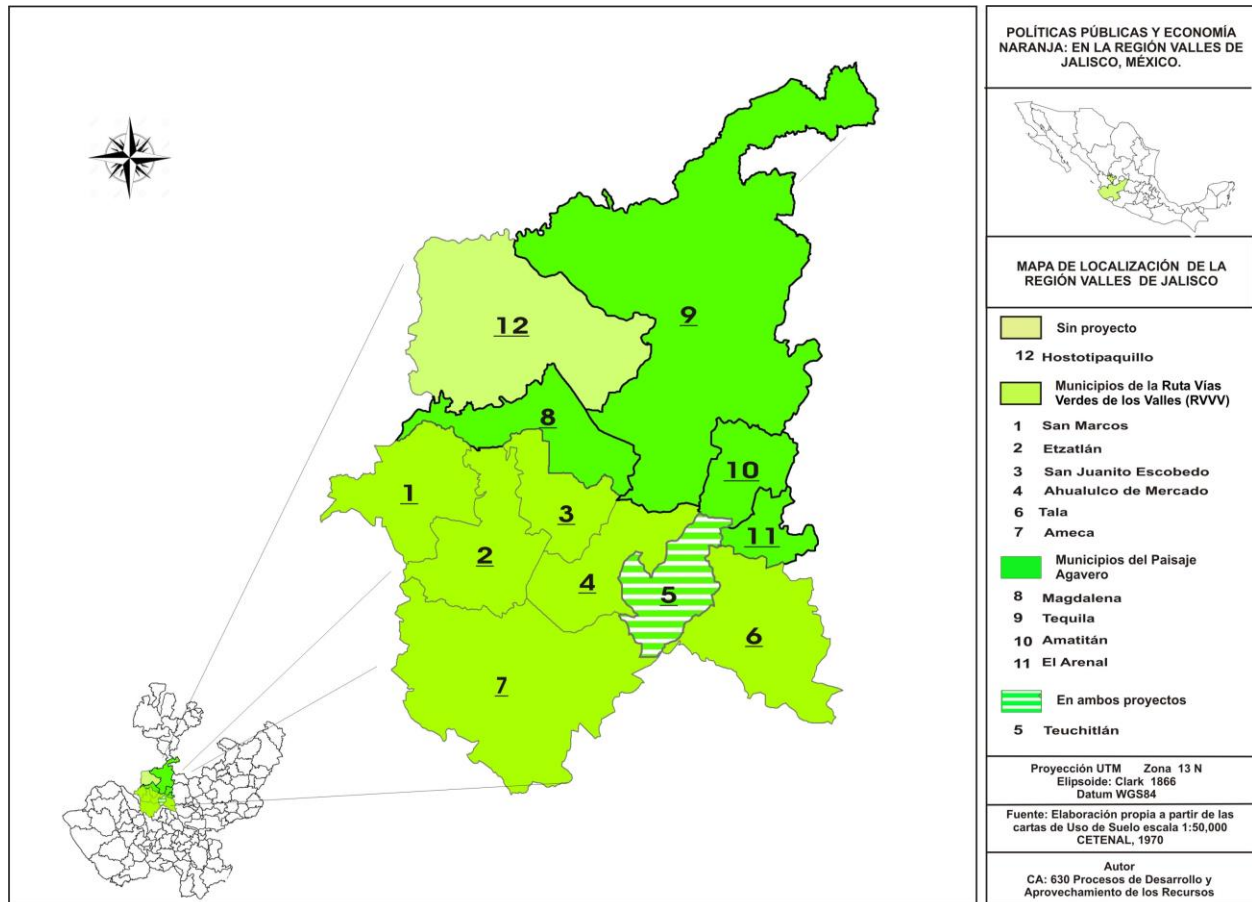 POLÍTICAS PÚBLICAS Y ECONOMÍA
NARANJA: EN LA REGIÓN VALLES DE
JALISCO, MÉXICO.
MAPA DE LOCALIZACIÓN DE LA
REGIÓN VALLES DE JALISCO
Sin proyecto
12 Hostotipaquillo
Municipios de la Ruta Vías
Verdes de los Valles (RVVV)
1 San Marcos
2 Etzatlán
3 San Juanito Escobedo
4 Ahualulco de Mercado
6 Tala
7 Ameca
Municipios del Paisaje
Agavero
8 Magdalena
9 Tequila
10 Amatitán
11 El Arenal
En ambos proyectos
5 Teuchitlán
Proyección UTM Zona 13 N
Elipsoide: Clark 1866
Datum WGS84
Fuente: Elaboración propia a partir de las
cartas de Uso de Suelo escala 1:50,000
CETENAL, 1970
Autor
CA: 630 Procesos de Desarrollo y
Aprovechamiento de los Recursos
12
9
8
10
1
3
11
2
4
5
6
7